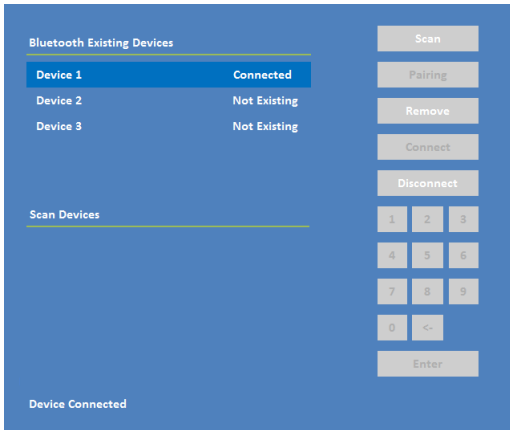 Bluetooth Existing Devices
Device 1 Connected
Device 2 Not Existing
Device 3 Not Existing
Scan Devices
Device Connected
Scan
Pairing
Remove
Connect
Disconnect
1 2 3
4 5 6
7 8 9
0 <-
Enter